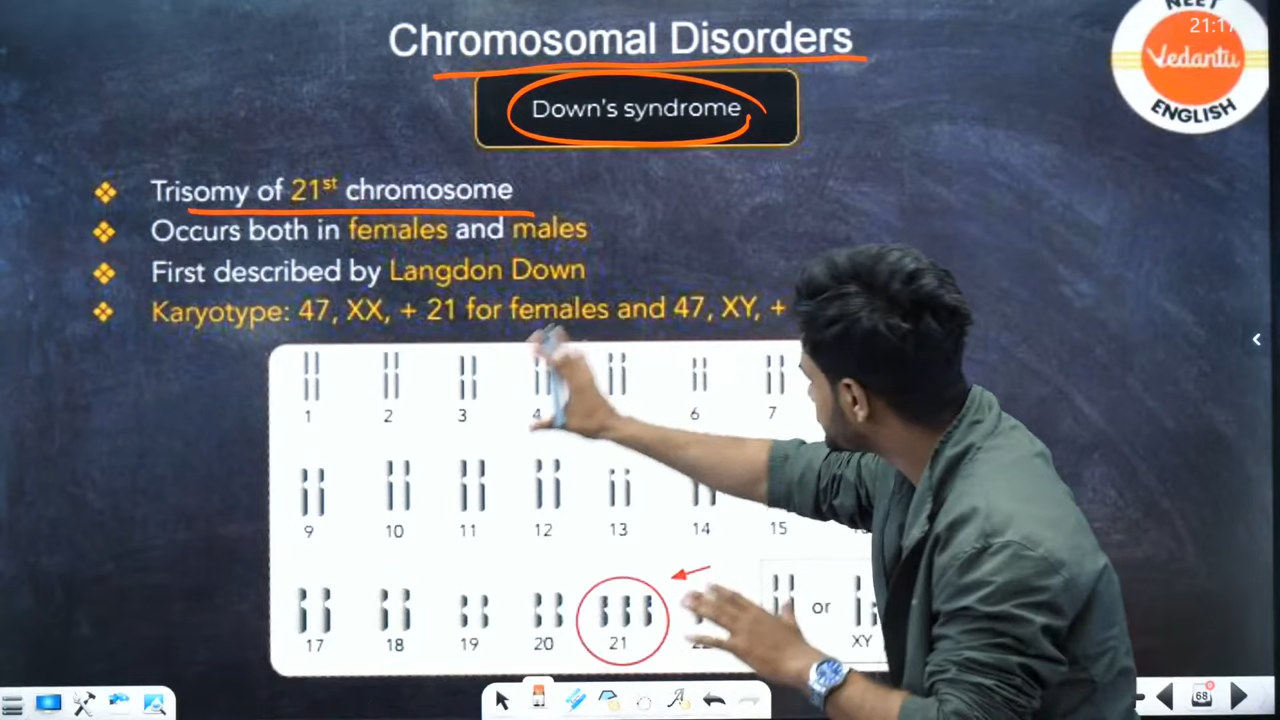 Chromosomal Disorders
NEET
21:1
Vedantu
ENGLISH
Down's syndrome
❖ Trisomy of 21st chromosome
❖ Occurs both in females and males
❖ First described by Langdon Down
❖ Karyotype: 47, XX, + 21 for females and 47, XY, +
1 2 3 4 6 7
9 10 11 12 13 14 15
17 18 19 20 21 22 or
XY
68